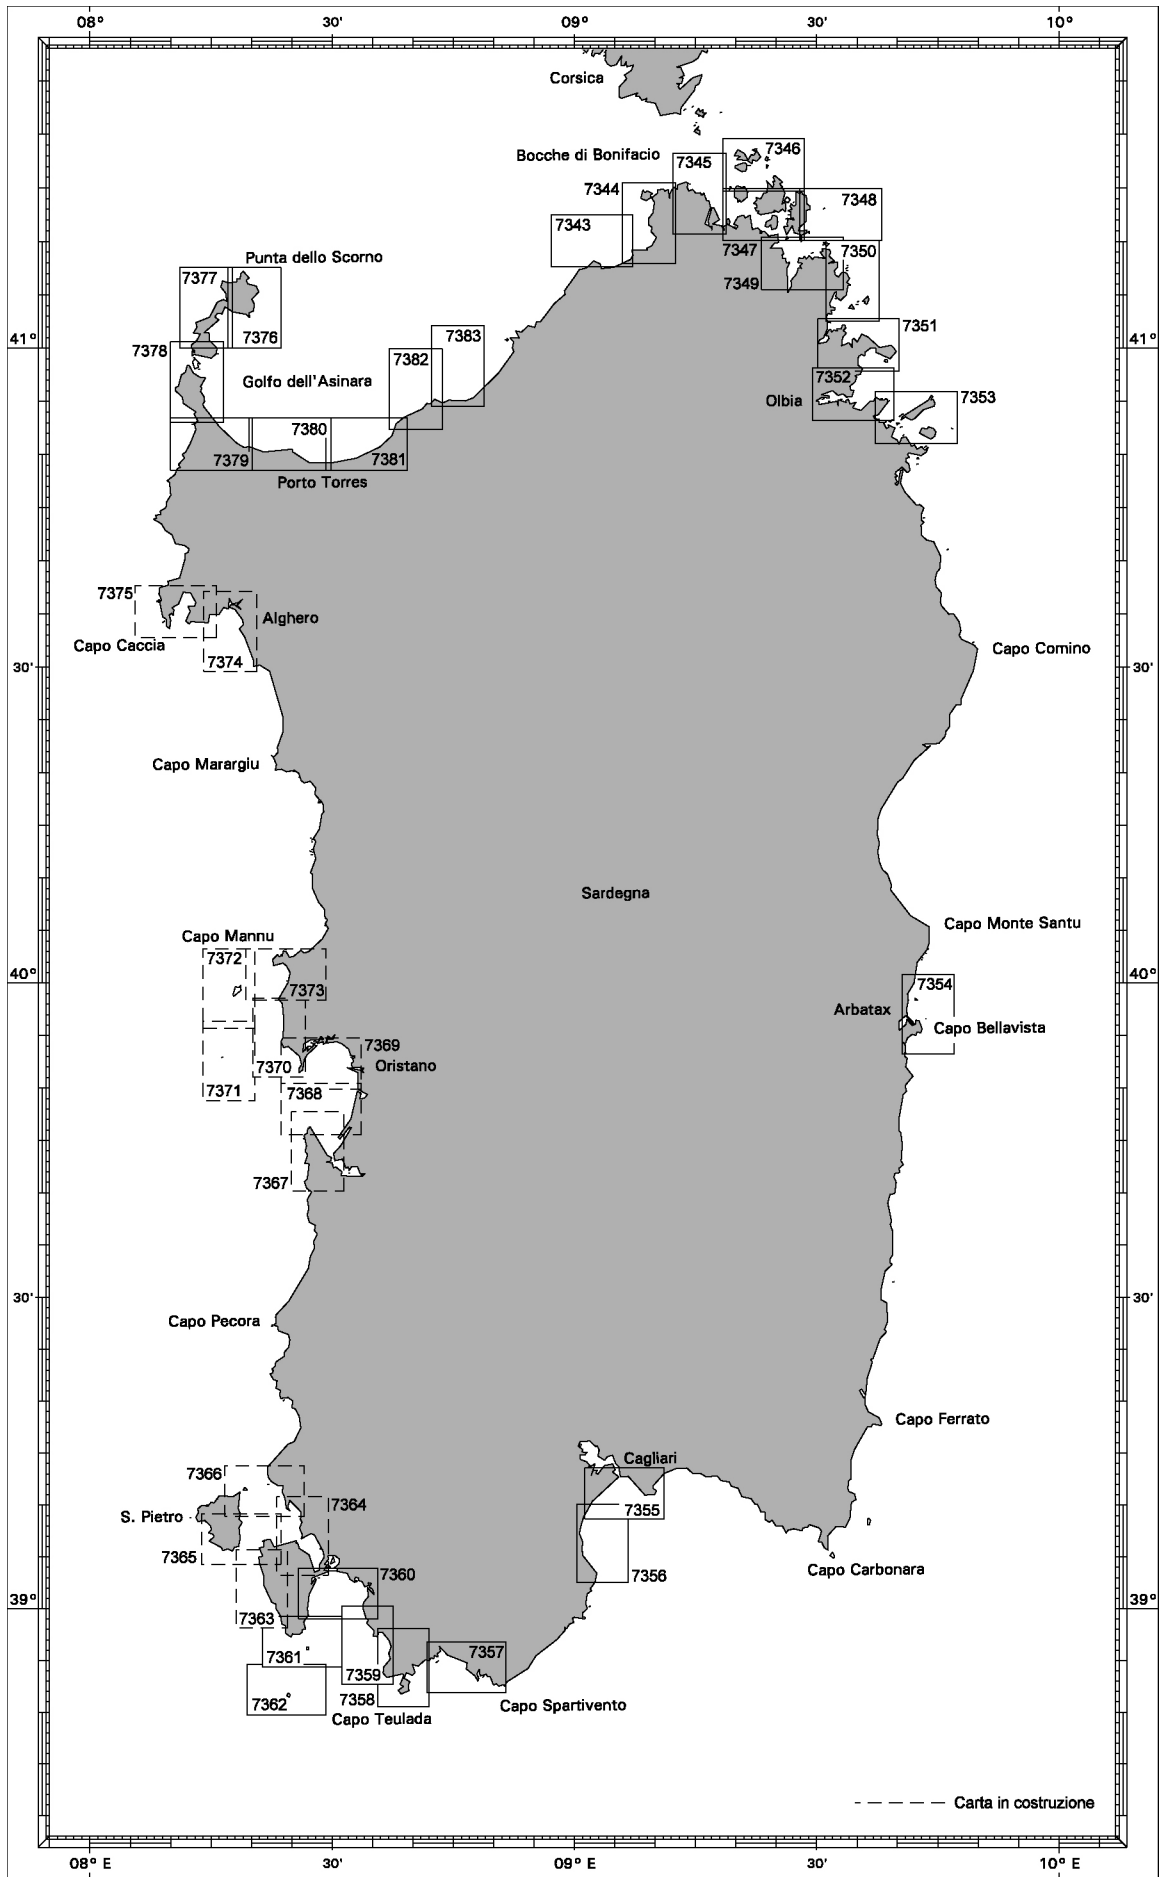 08° 30' 09° 30' 10°
Corsica
Bocche di Bonifacio
7345
7346
7344
7343
7348
7347
7350
7349
Punta dello Scorno
7377
7376
7351
41° 41°
7378
7382
7383
Golfo dell'Asinara
7352
Olbia
7353
7380
7379
7381
Porto Torres
7375
Alghero
Capo Caccia
7374
30' 30'
Capo Comino
Capo Marargiu
Sardegna
Capo Monte Santu
Capo Mannu
7372
40° 40°
7373
7354
Arbatax
Capo Bellavista
7369
7370
Oristano
7371
7368
7367
30' 30'
Capo Pecora
Capo Ferrato
Cagliari
7366
7364
7355
S. Pietro
7365
7360
7356
Capo Carbonara
39° 39°
7363
7361
7357
7359
7362
7358
Capo Spartivento
Capo Teulada
Carta in costruzione
08° E 30' 09° E 30' 10° E